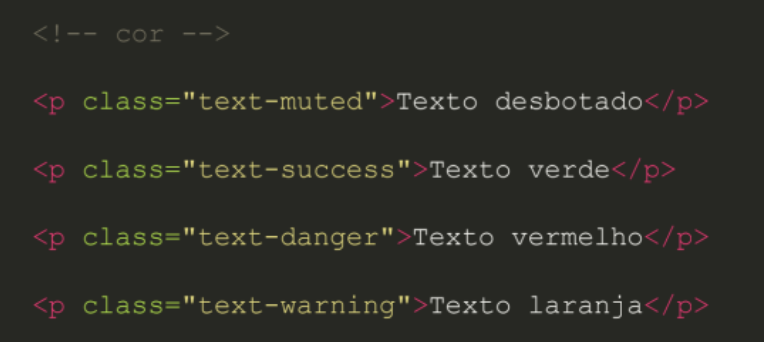 <!-- cor -->
<p class="text-muted">Texto desbotado</p>
<p class="text-success">Texto verde</p>
<p class="text-danger">Texto vermelho</p>
<p class="text-warning">Texto laranja</p>